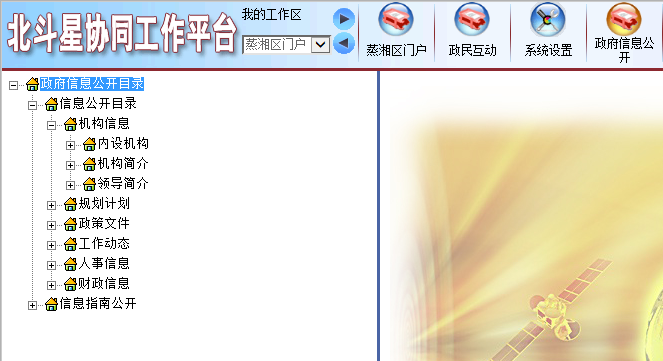 北斗星协同工作平台
我的工作区
蒸湘区门户
蒸湘区门户
政民互动
系统设置
政府信息公
开
政府信息公开目录
信息公开目录
机构信息
内设机构
机构简介
领导简介
规划计划
政策文件
工作动态
人事信息
财政信息
信息指南公开